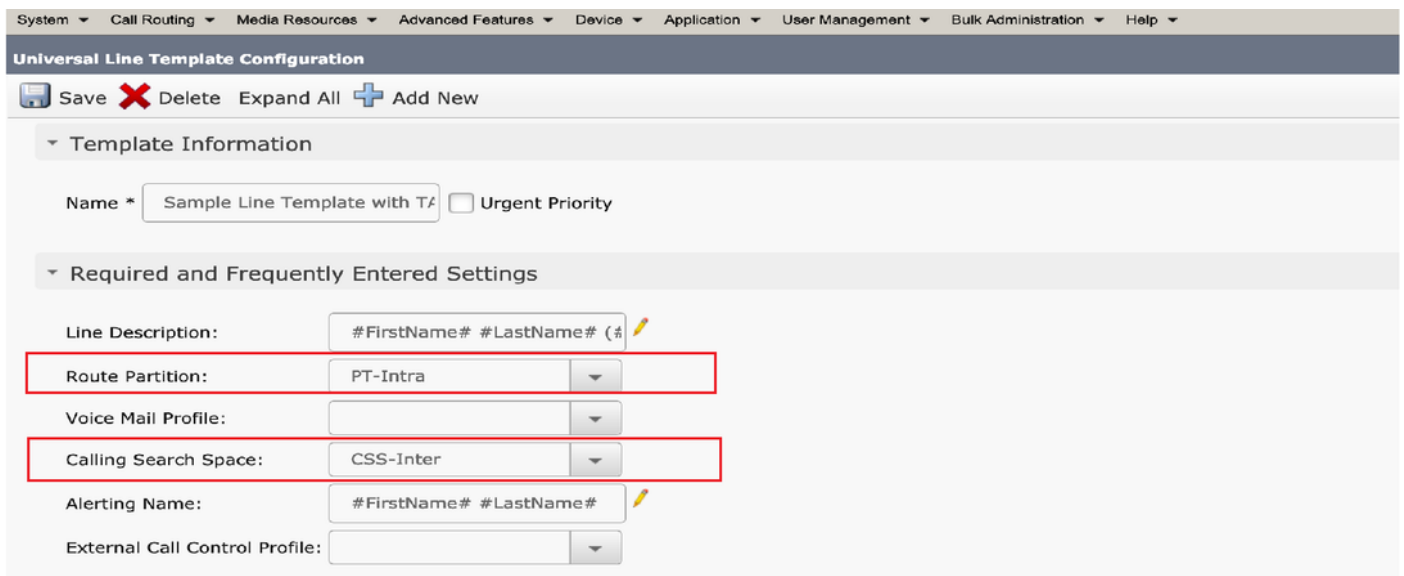 System Call Routing Media Resources Advanced Features Device Application User Management Bulk Administration Help
Universal Line Template Configuration
Save Delete Expand All Add New
Template Information
Name * Sample Line Template with Urgent Priority
Required and Frequently Entered Settings
Line Description: #FirstName# #LastName# (#
Route Partition: PT-Intra
Voice Mail Profile:
Calling Search Space: CSS-Inter
Alerting Name: #FirstName# #LastName#
External Call Control Profile: